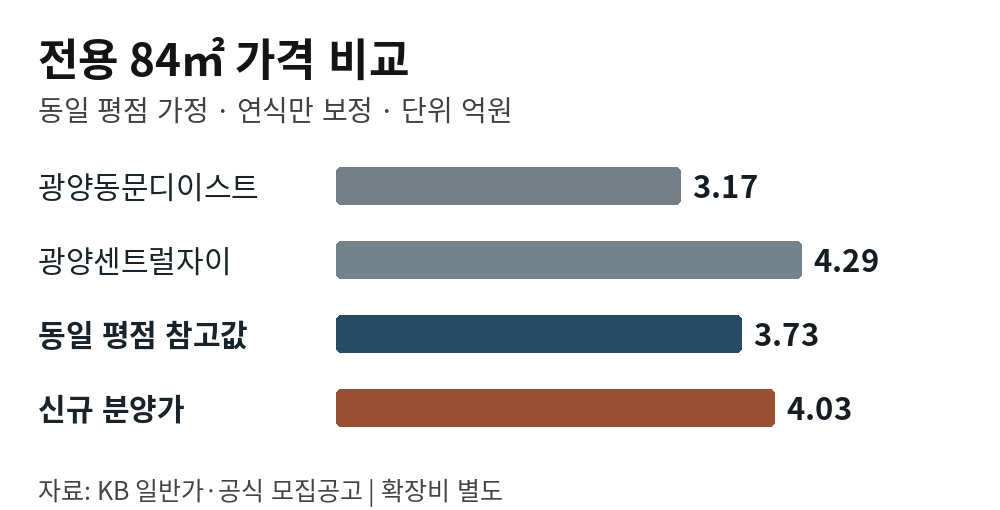 전용 84㎡ 가격 비교
동일 평점 가정 · 연식만 보정 · 단위 억원
광양동문디이스트 3.17
광양센트럴자이 4.29
동일 평점 참고값 3.73
신규 분양가 4.03
자료: KB 일반가·공식 모집공고 | 확장비 별도